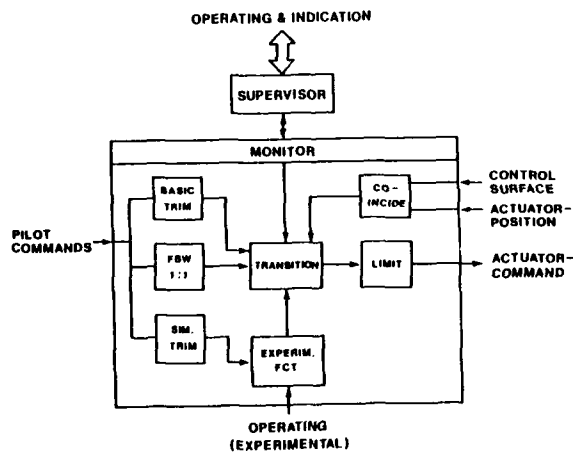 OPERATING & INDICATION
SUPERVISOR
MONITOR
BASIC
TRIM
CO-
INCIDE
CONTROL
SURFACE
ACTUATOR-
POSITION
PILOT
COMMANDS
FBW
1:1
TRANSITION
LIMIT
ACTUATOR-
COMMAND
SIM.
TRIM
EXPERIM.
FCT
OPERATING
(EXPERIMENTAL)